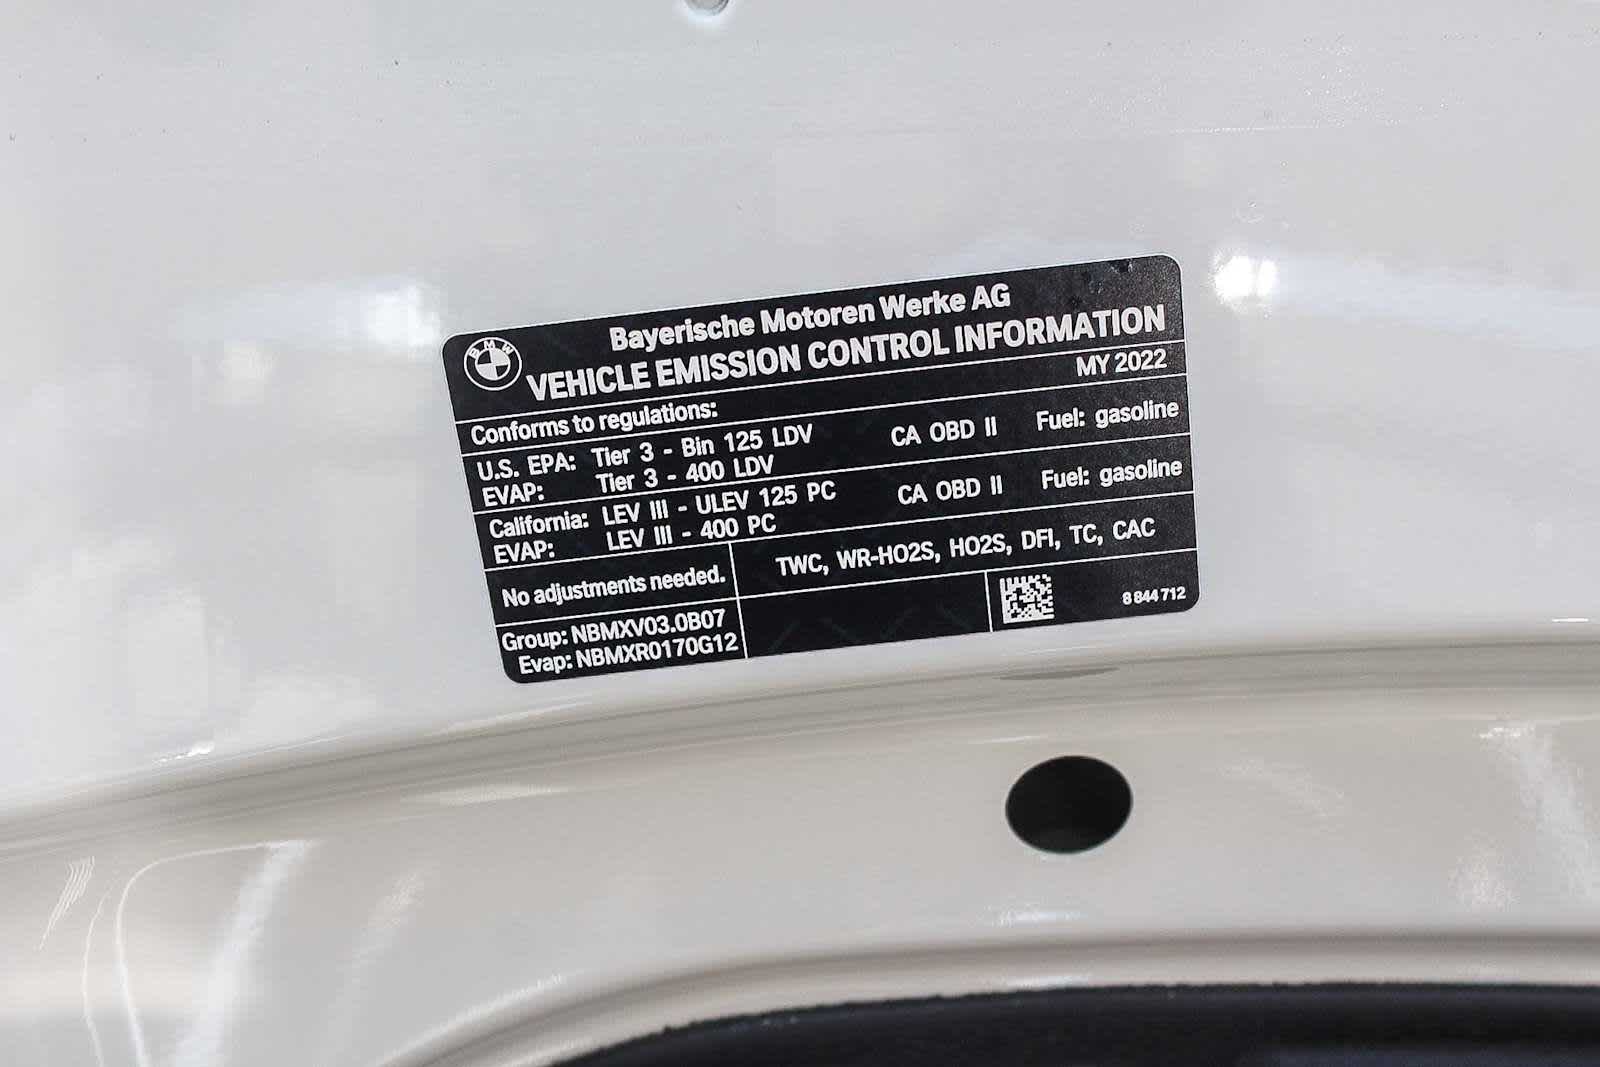 BMW
Bayerische Motoren Werke AG
VEHICLE EMISSION CONTROL INFORMATION
Conforms to regulations: MY 2022
U.S. EPA: Tier 3 - Bin 125 LDV CA OBD II Fuel: gasoline
EVAP: Tier 3 - 400 LDV
California: LEV III - ULEV 125 PC CA OBD II Fuel: gasoline
EVAP: LEV III - 400 PC
No adjustments needed. TWC, WR-HO2S, HO2S, DFI, TC, CAC
Group: NBMXV03.0B07
Evap: NBMXR0170G12
8 844 712